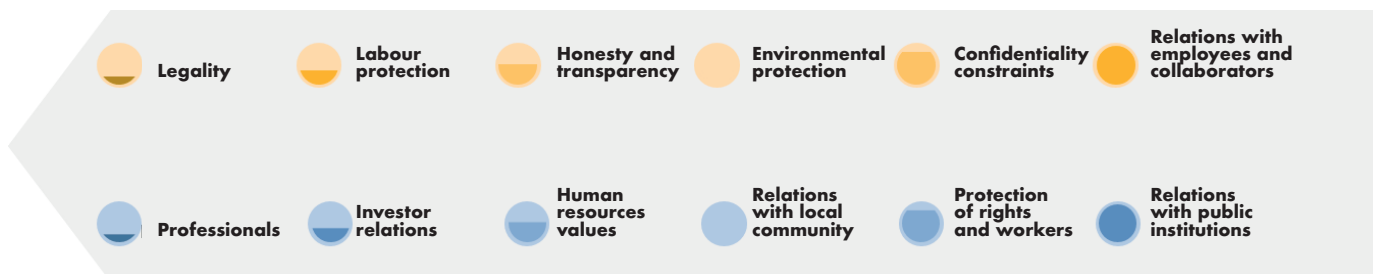 Legality
Labour
protection
Honesty and
transparency
Environmental
protection
Confidentiality
constraints
Relations with
employees and
collaborators
Professionals
Investor
relations
Human
resources
values
Relations
with local
community
Protection
of rights
and workers
Relations
with public
institutions